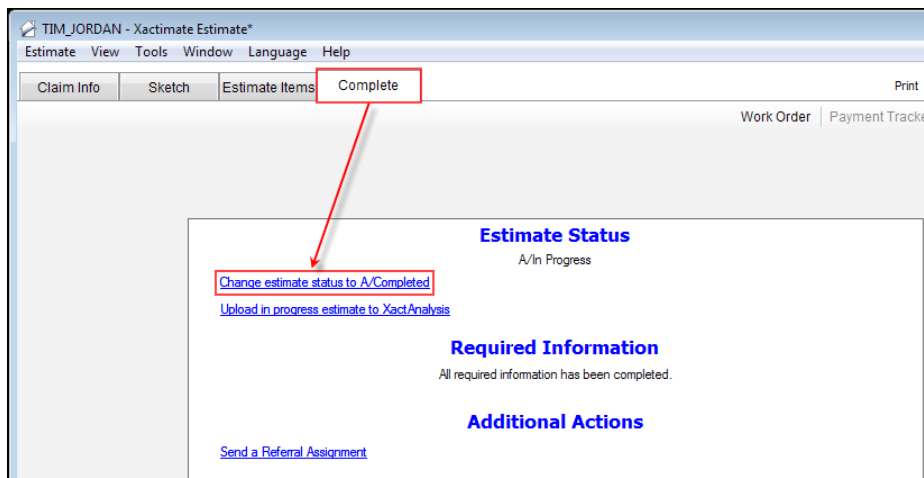 TIM_JORDAN - Xactimate Estimate*
Estimate View Tools Window Language Help
Claim Info Sketch Estimate Items Complete Print
Work Order Payment Tracke
Estimate Status
A/In Progress
Change estimate status to A/Completed
Upload in progress estimate to XactAnalysis
Required Information
All required information has been completed.
Additional Actions
Send a Referral Assignment